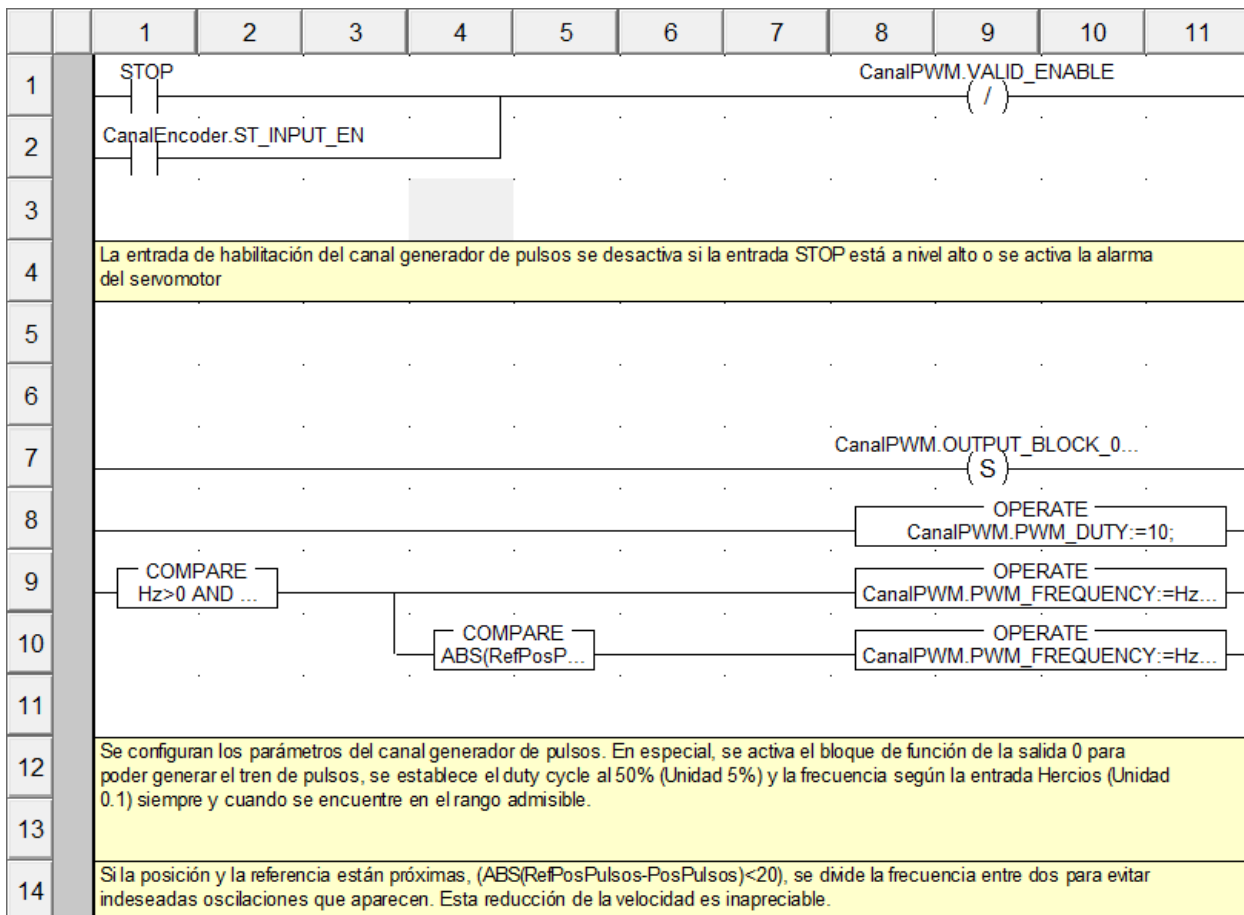 1 2 3 4 5 6 7 8 9 10 11
1
STOP
CanalPWM.VALID_ENABLE
/
2
CanalEncoder.ST_INPUT_EN
3
4
La entrada de habilitación del canal generador de pulsos se desactiva si la entrada STOP está a nivel alto o se activa la alarma
del servomotor
5
6
7
CanalPWM.OUTPUT_BLOCK_0...
S
8
OPERATE
CanalPWM.PWM_DUTY:=10;
9
COMPARE
Hz>0 AND ...
OPERATE
CanalPWM.PWM_FREQUENCY:=Hz...
10
COMPARE
ABS(RefPosP...
OPERATE
CanalPWM.PWM_FREQUENCY:=Hz...
11
12
Se configuran los parámetros del canal generador de pulsos. En especial, se activa el bloque de función de la salida 0 para
poder generar el tren de pulsos, se establece el duty cycle al 50% (Unidad 5%) y la frecuencia según la entrada Hercios (Unidad
0.1) siempre y cuando se encuentre en el rango admisible.
13
14
Si la posición y la referencia están próximas, (ABS(RefPosPulsos-PosPulsos)<20), se divide la frecuencia entre dos para evitar
indeseadas oscilaciones que aparecen. Esta reducción de la velocidad es inapreciable.